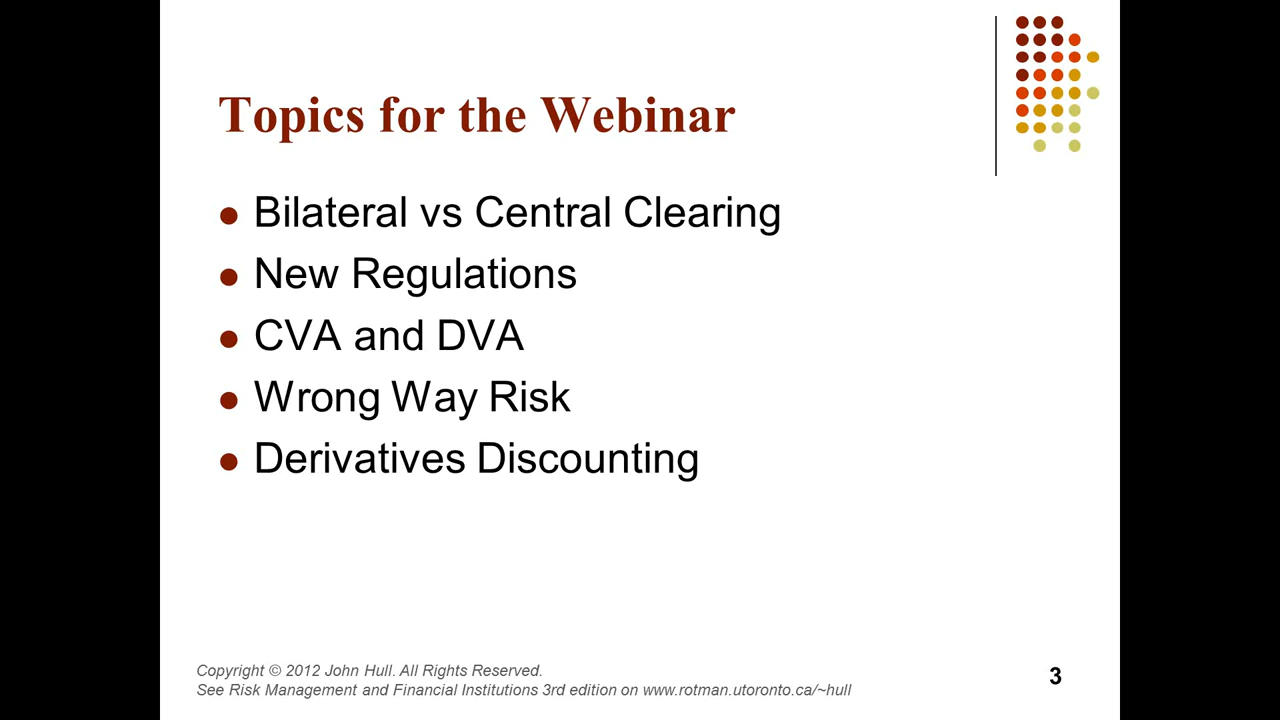 Topics for the Webinar
Bilateral vs Central Clearing
New Regulations
CVA and DVA
Wrong Way Risk
Derivatives Discounting
Copyright © 2012 John Hull. All Rights Reserved.
See Risk Management and Financial Institutions 3rd edition on www.rotman.utoronto.ca/~hull
3